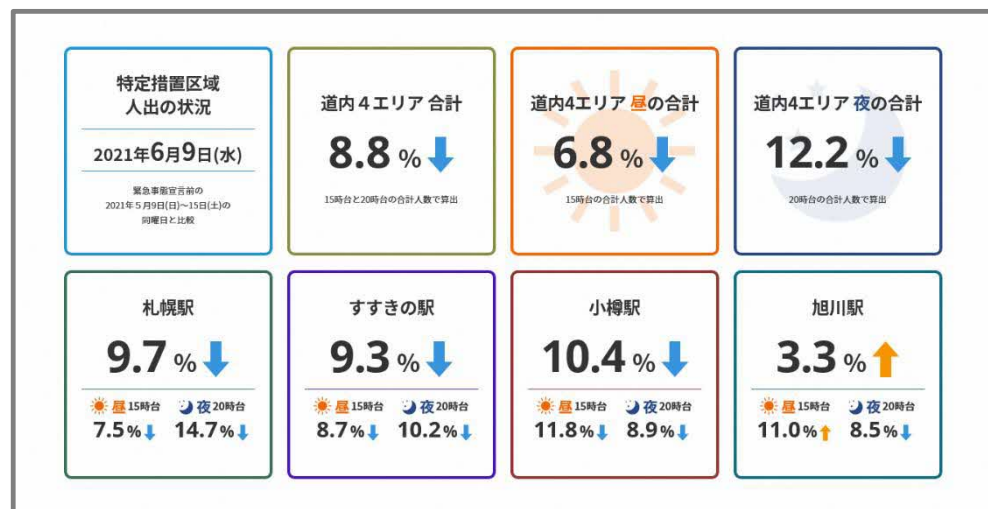 特定措置区域
人出の状況
2021年6月9日(水)
緊急事態宣言前の
2021年5月9日(日)～15日(土)の
同曜日と比較
道内４エリア 合計
8.8 %
15時台と20時台の合計人数で算出
道内4エリア 昼の合計
6.8 %
15時台の合計人数で算出
道内4エリア 夜の合計
12.2 %
20時台の合計人数で算出
札幌駅
9.7 %
昼 15時台 夜 20時台
7.5% 14.7%
すすきの駅
9.3 %
昼 15時台 夜 20時台
8.7% 10.2%
小樽駅
10.4 %
昼 15時台 夜 20時台
11.8% 8.9%
旭川駅
3.3 %
昼 15時台 夜 20時台
11.0% 8.5%